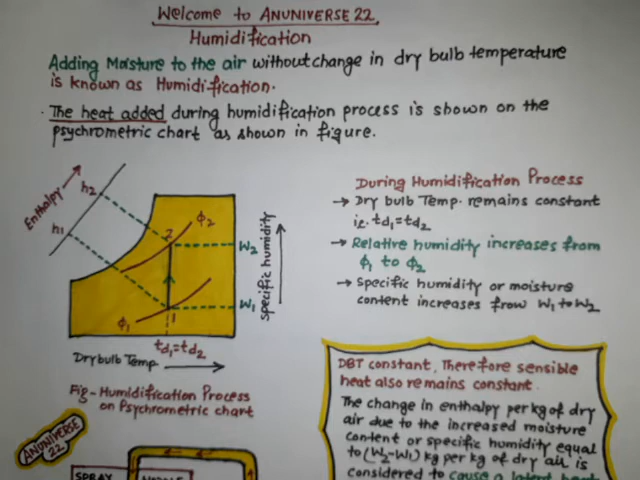 Welcome to ANUNIVERSE 22
Humidification
Adding Moisture to the air without change in dry bulb temperature
is known as Humidification.
· The heat added during humidification process is shown on the
psychrometric chart as shown in figure.
Enthalpy
h2
h1
2
Φ2
1
Φ1
W2
W1
Specific humidity
td1=td2
Dry bulb Temp
Fig-Humidification Process
on Psychrometric chart
During Humidification Process
→ Dry bulb Temp. remains constant
ie. td1=td2
→ Relative humidity increases from
Φ1 to Φ2
→ Specific humidity or moisture
content increases from W1 to W2
DBT constant, Therefore sensible
heat also remains constant.
The change in enthalpy per kg of dry
air due to the increased moisture
content or specific humidity equal
to (W2-W1) kg per kg of dry air is
considered to cause a latent heat
ANUNIVERSE
22
SPRAY